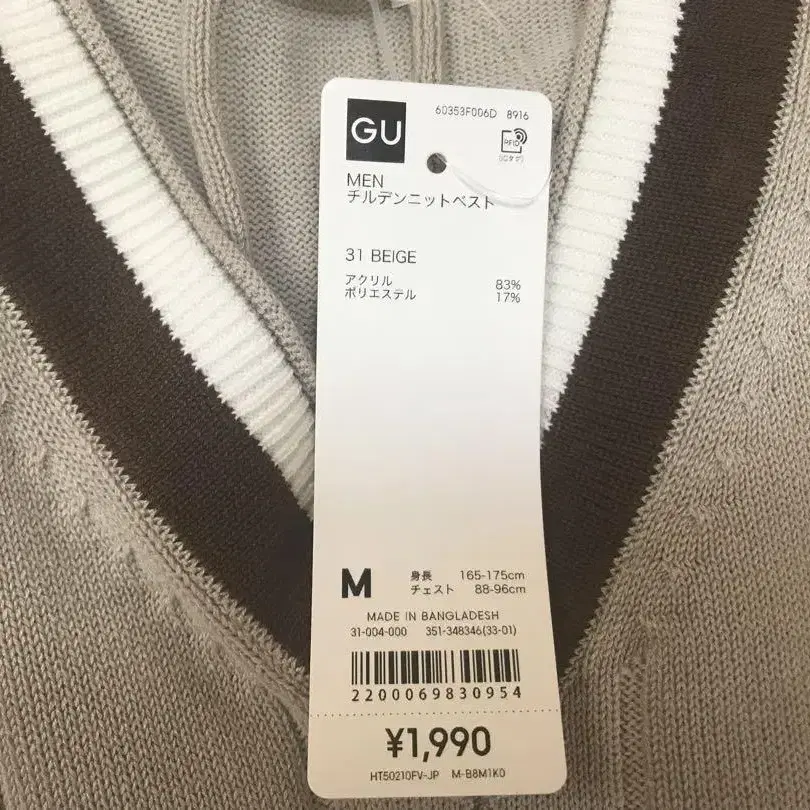 GU
60353F006D 8916
RFID
MEN
チルデンニットベスト
31 BEIGE
アクリル 83%
ポリエステル 17%
M 身長 165-175cm
チェスト 88-96cm
MADE IN BANGLADESH
31-004-000 351-348346(33-01)
2200069830954
¥1,990
HT50210FV-JP M-B8M1K0